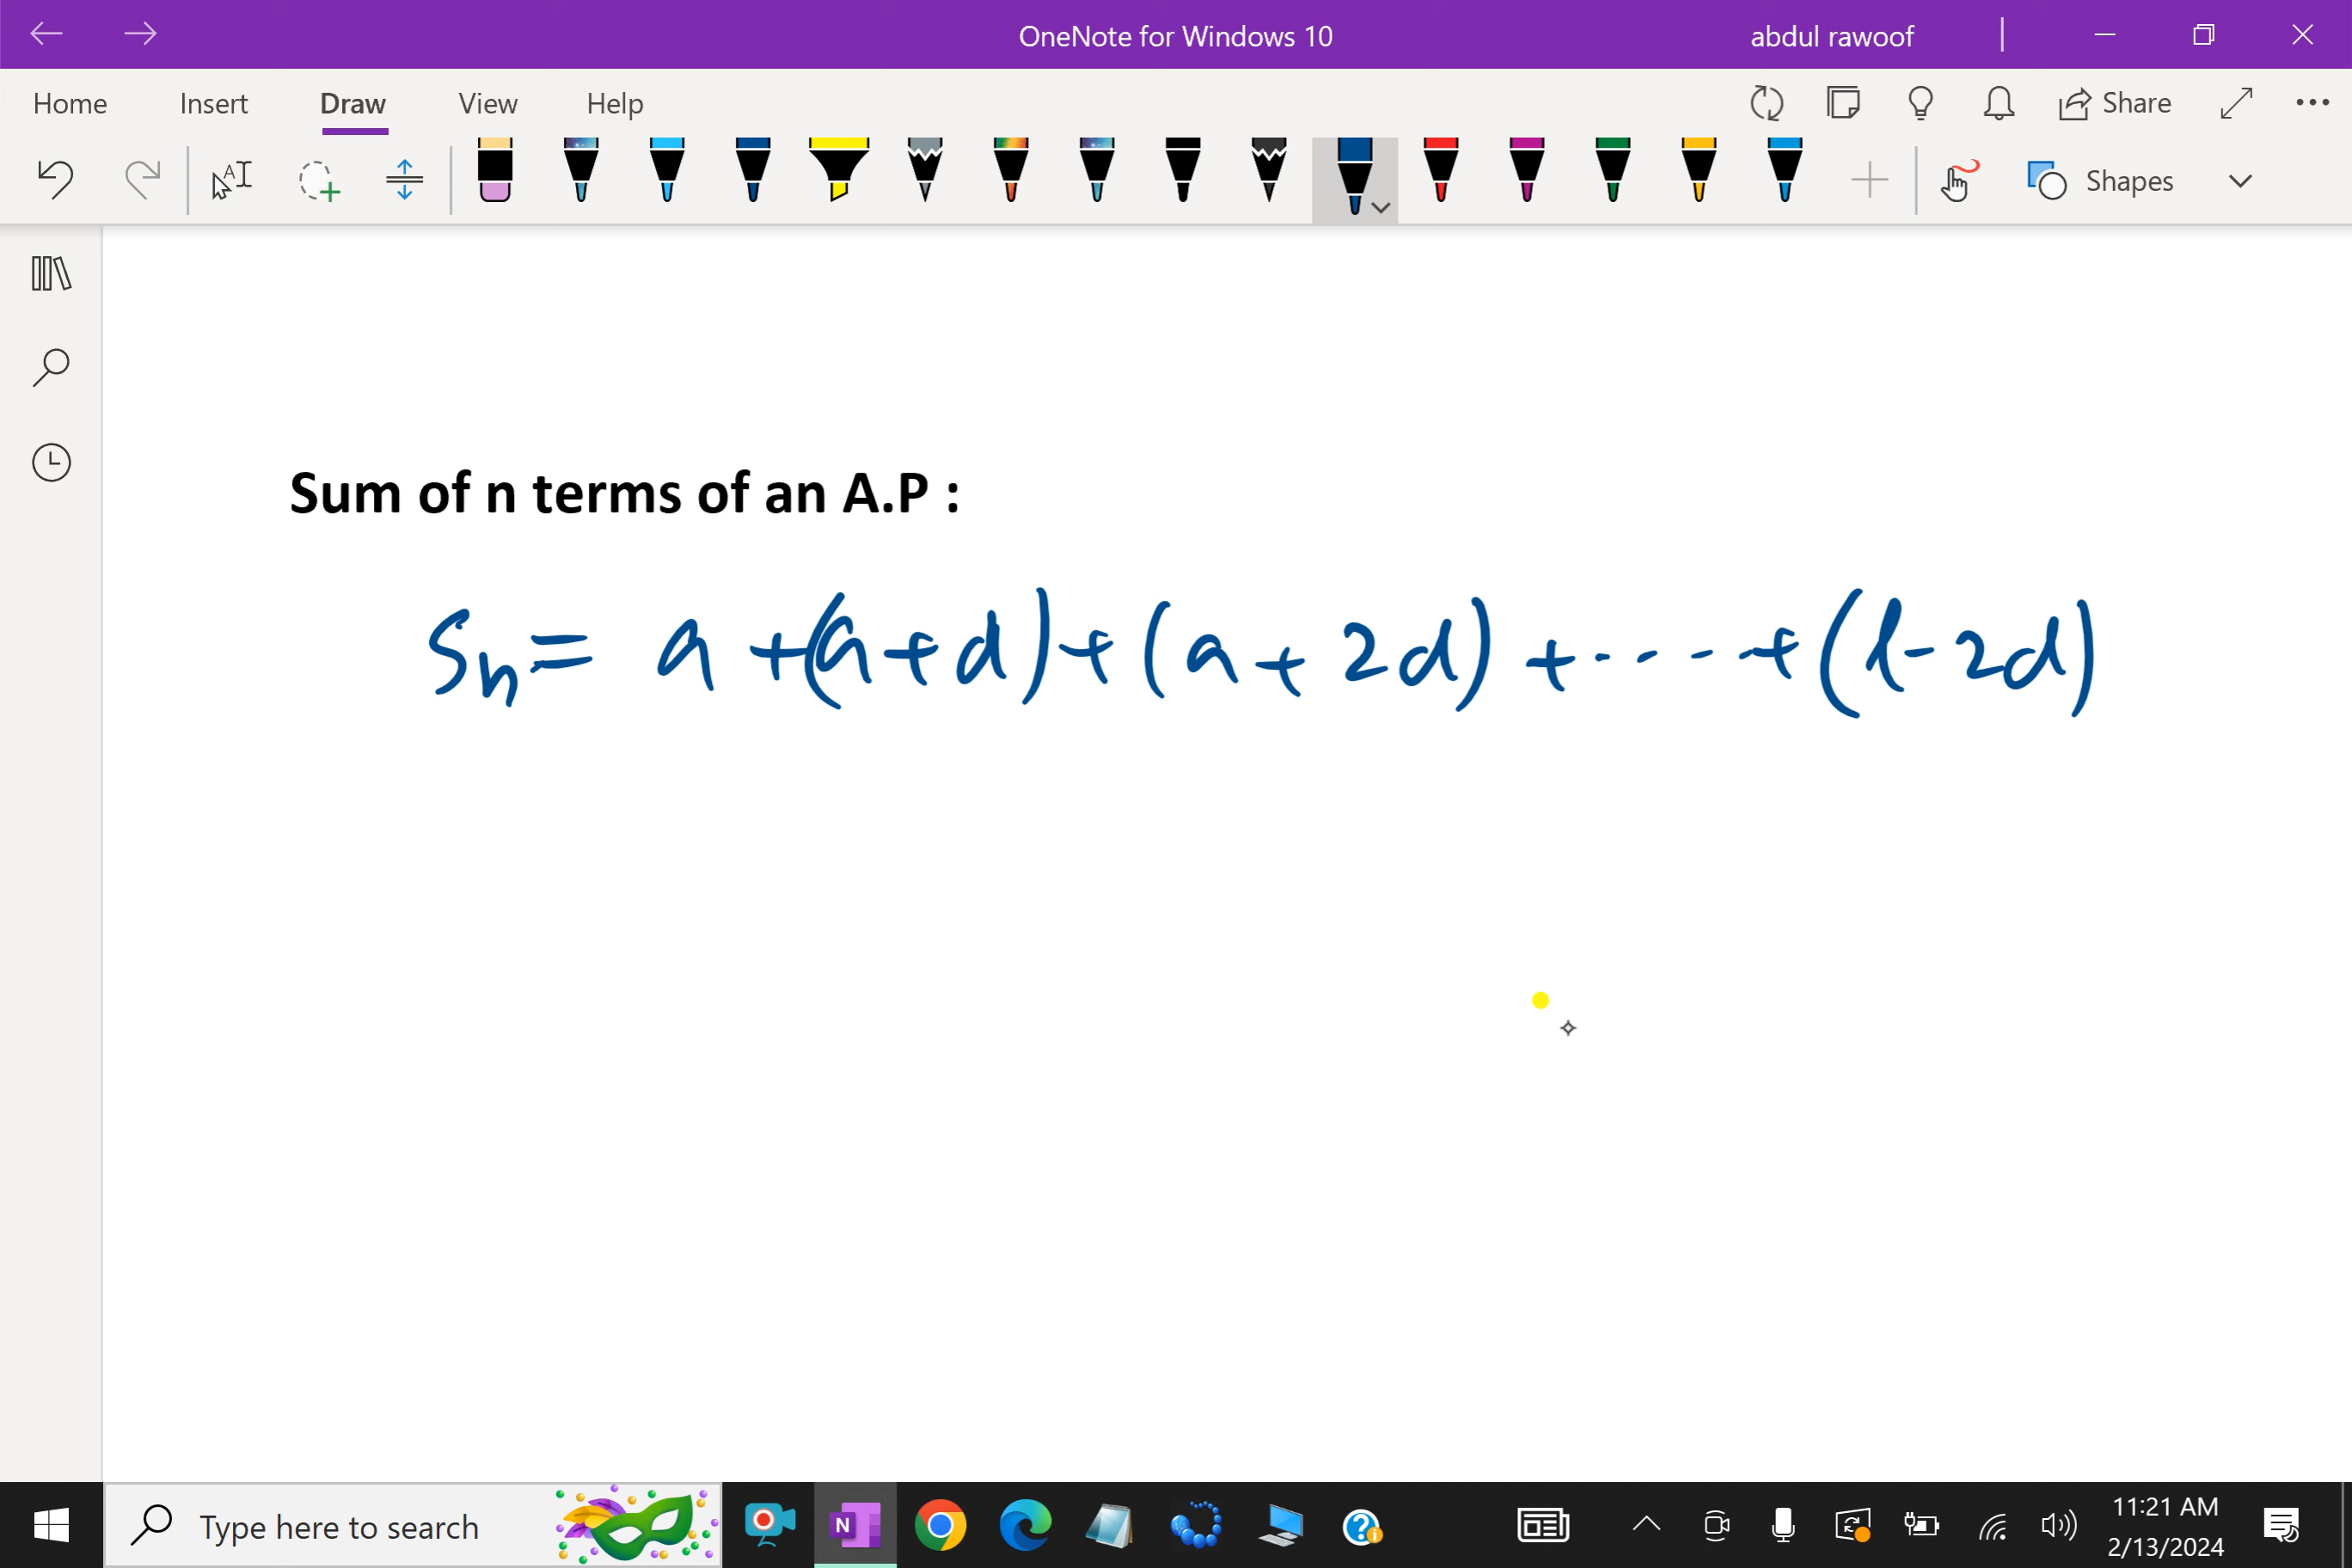 OneNote for Windows 10
abdul rawoof
Home Insert Draw View Help
Share
Shapes
Sum of n terms of an A.P :
Sn = a +(a+d)+(a+2d)+----+(l-2d)
Type here to search
11:21 AM
2/13/2024